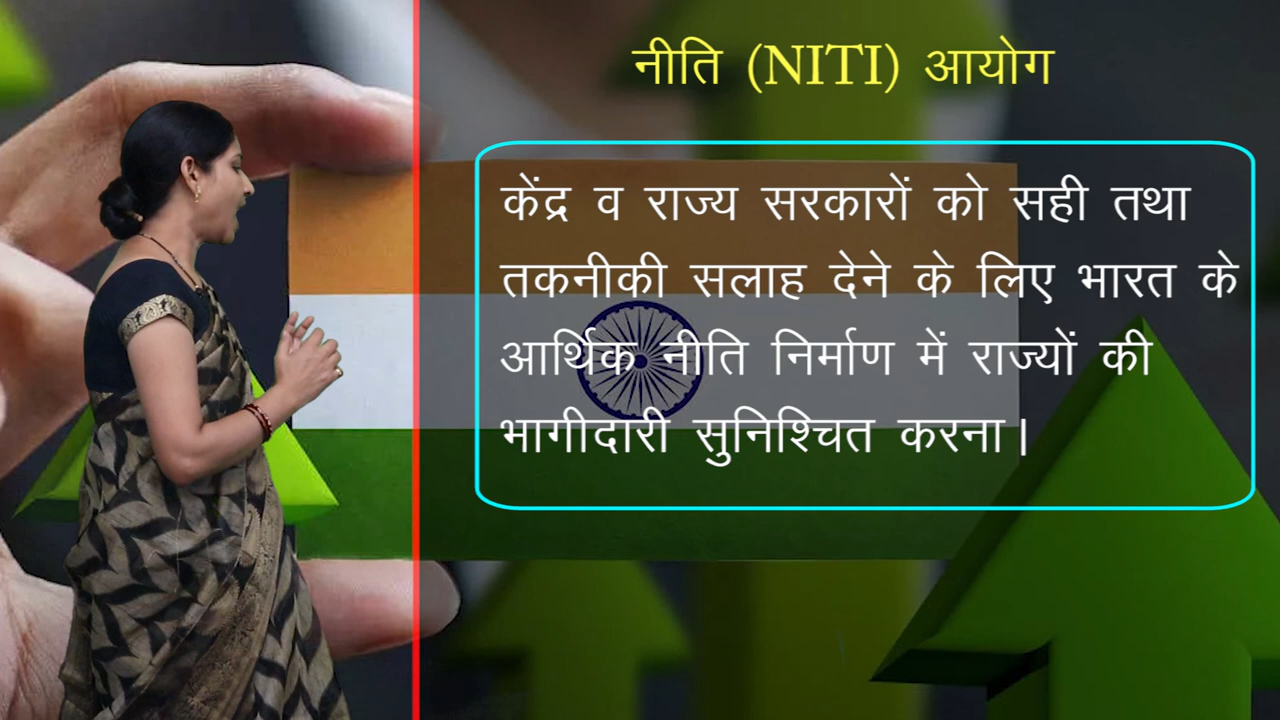 नीति (NITI) आयोग
केंद्र व राज्य सरकारों को सही तथा
तकनीकी सलाह देने के लिए भारत के
आर्थिक नीति निर्माण में राज्यों की
भागीदारी सुनिश्चित करना।